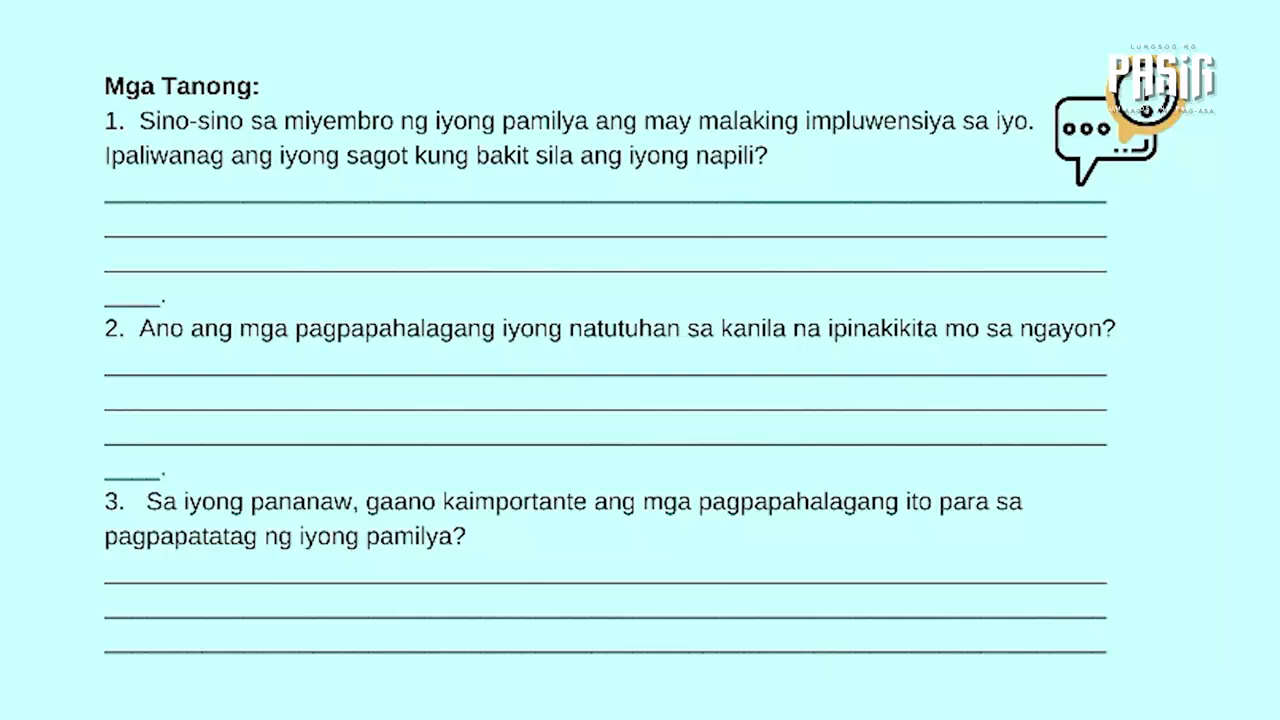 LUNGSOD NG
PASIG
Mga Tanong:
1. Sino-sino sa miyembro ng iyong pamilya ang may malaking impluwensiya sa iyo.
Ipaliwanag ang iyong sagot kung bakit sila ang iyong napili?
____.
2. Ano ang mga pagpapahalagang iyong natutuhan sa kanila na ipinakikita mo sa ngayon?
____.
3. Sa iyong pananaw, gaano kaimportante ang mga pagpapahalagang ito para sa
pagpapatatag ng iyong pamilya?